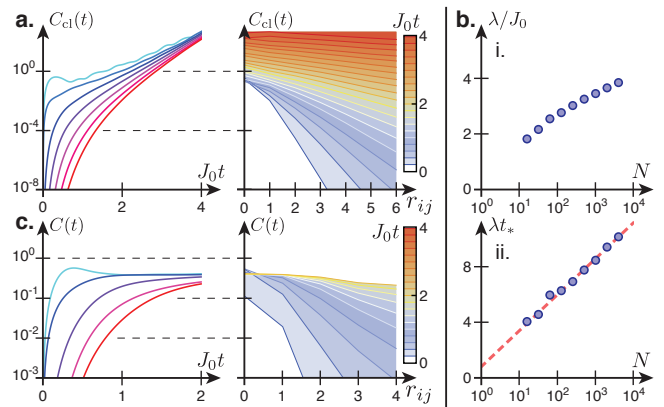 a. C_cl(t) C_cl(t) J_0t b. λ/J_0
i.
10^0
10^-4
10^-8
0 2 4 J_0t
0 1 2 3 4 5 6 r_ij
4
2
0
4
2
0
10^0 10^1 10^2 10^3 10^4 N
c. C(t) C(t) J_0t λt_*
ii.
10^0
10^-1
10^-2
10^-3
0 1 2 J_0t
0 1 2 3 4 r_ij
4
2
0
8
4
0
10^0 10^1 10^2 10^3 10^4 N